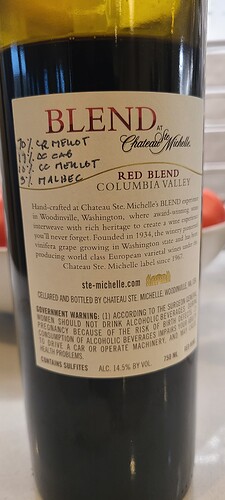 BLEND AT
Chateau Ste Michelle
70% CR MERLOT
CAB
10% CC MERLOT
5% MALBEC
RED BLEND
COLUMBIA VALLEY
Hand-crafted at Chateau Ste. Michelle's BLEND experience
in Woodinville, Washington, where award-winning wine
interweave with rich heritage to create a wine experience
you'll never forget. Founded in 1934, the winery pioneered
vinifera grape growing in Washington state and has been
producing world class European varietal wines under the
Chateau Ste. Michelle label since 1967.
ste-michelle.com
CELLARED AND BOTTLED BY CHATEAU STE. MICHELLE, WOODINVILLE, WA
GOVERNMENT WARNING: (1) ACCORDING TO THE SURGEON GENERAL,
WOMEN SHOULD NOT DRINK ALCOHOLIC BEVERAGES DURING
PREGNANCY BECAUSE OF THE RISK OF BIRTH DEFECTS. (2)
CONSUMPTION OF ALCOHOLIC BEVERAGES IMPAIRS YOUR ABILITY
TO DRIVE A CAR OR OPERATE MACHINERY, AND MAY CAUSE
HEALTH PROBLEMS.
CONTAINS SULFITES ALC. 14.5% BY VOL. 750 ML